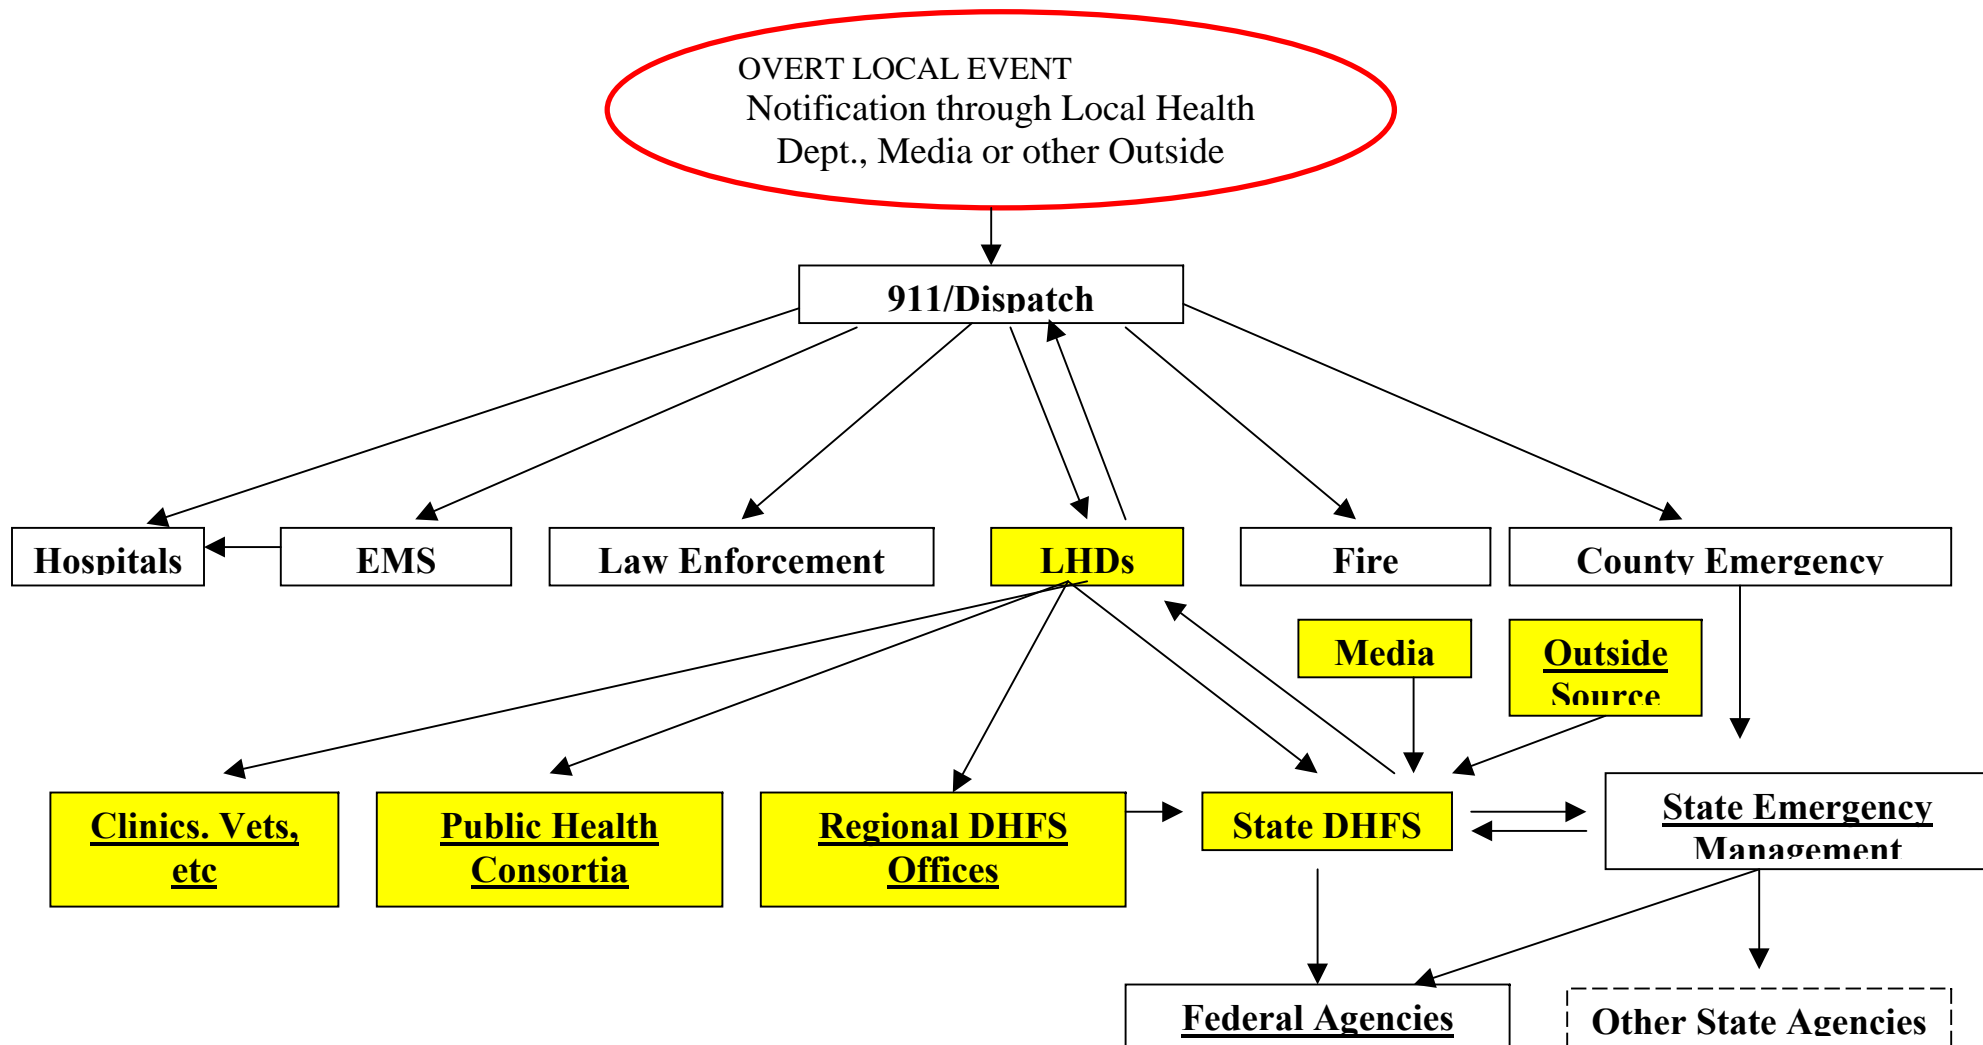 OVERT LOCAL EVENT
Notification through Local Health
Dept., Media or other Outside
911/Dispatch
Hospitals
EMS
Law Enforcement
LHDs
Fire
County Emergency
Media
Outside
Source
Clinics. Vets,
etc
Public Health
Consortia
Regional DHFS
Offices
State DHFS
State Emergency
Management
Federal Agencies
Other State Agencies